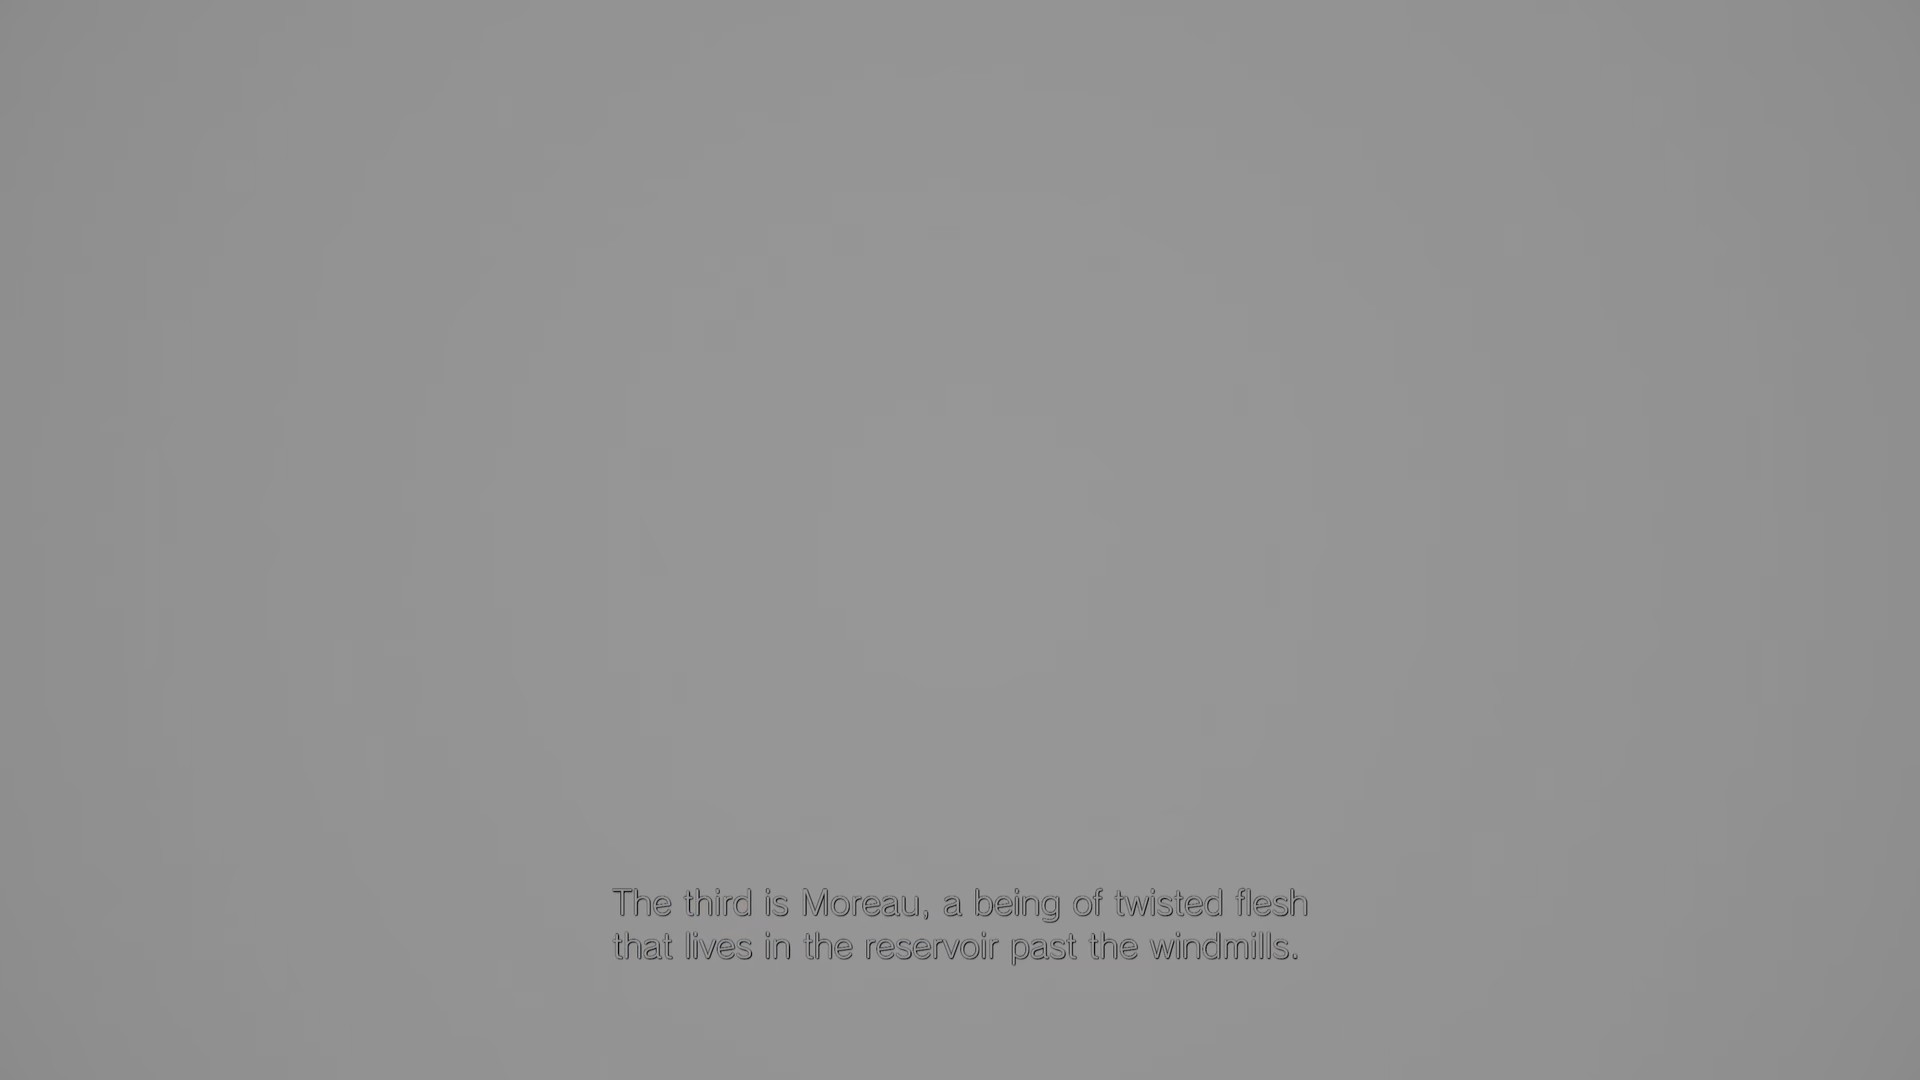 The third is Moreau, a being of twisted flesh
that lives in the reservoir past the windmills.